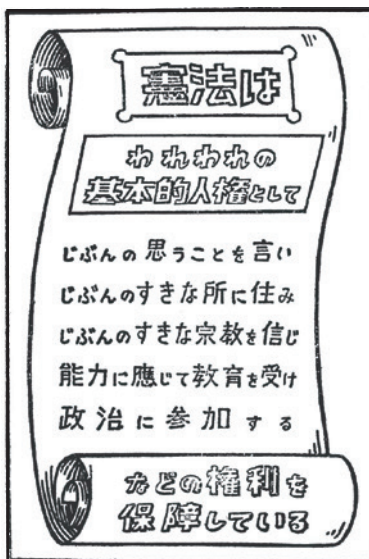 憲法は
われわれの
基本的人権として
じぶんの思うことを言い
じぶんのすきな所に住み
じぶんのすきな宗教を信じ
能力に應じて教育を受け
政治に参加する
などの権利を
保障している